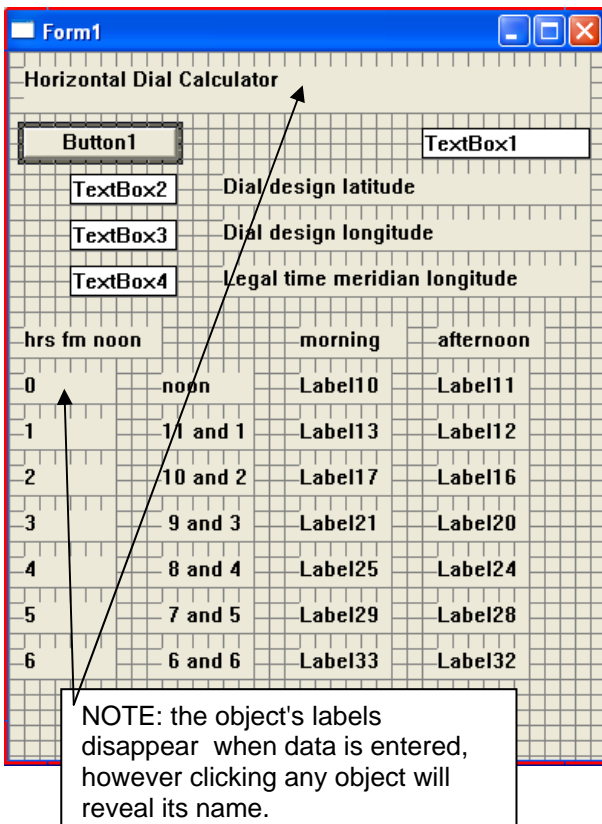 Form1
Horizontal Dial Calculator
Button1 TextBox1
TextBox2 Dial design latitude
TextBox3 Dial design longitude
TextBox4 Legal time meridian longitude
hrs fm noon morning afternoon
0 noon Label10 Label11
1 11 and 1 Label13 Label12
2 10 and 2 Label17 Label16
3 9 and 3 Label21 Label20
4 8 and 4 Label25 Label24
5 7 and 5 Label29 Label28
6 6 and 6 Label33 Label32
NOTE: the object's labels
disappear when data is entered,
however clicking any object will
reveal its name.